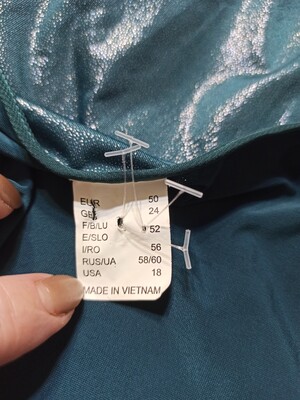 EUR 50
GB 24
F/B/LU 52
E/SLO
I/RO 56
RUS/UA 58/60
USA 18
MADE IN VIETNAM